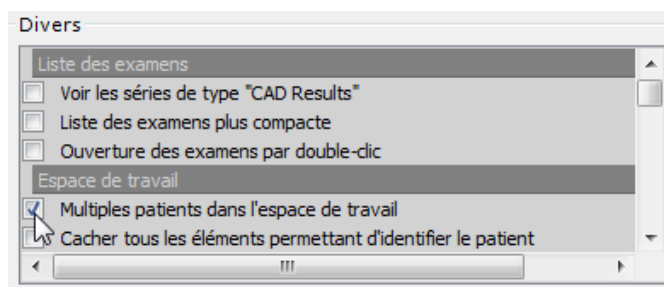 Divers
Liste des examens
Voir les séries de type "CAD Results"
Liste des examens plus compacte
Ouverture des examens par double-clic
Espace de travail
Multiples patients dans l'espace de travail
Cacher tous les éléments permettant d'identifier le patient